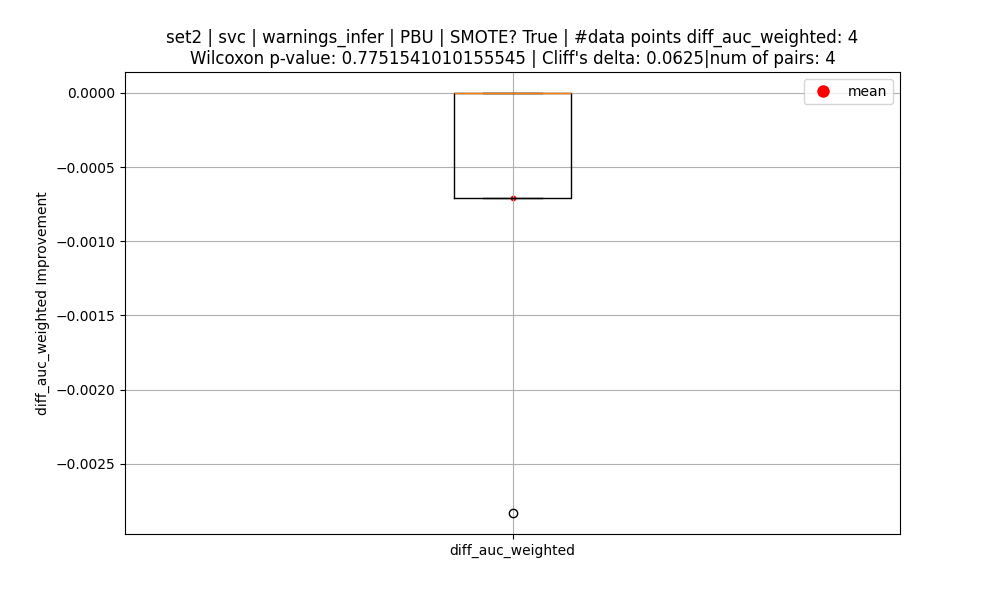 set2 | svc | warnings_infer | PBU | SMOTE? True | #data points diff_auc_weighted: 4
Wilcoxon p-value: 0.7751541010155545 | Cliff's delta: 0.0625|num of pairs: 4
mean
0.0000
−0.0005
−0.0010
−0.0015
−0.0020
−0.0025
diff_auc_weighted Improvement
diff_auc_weighted